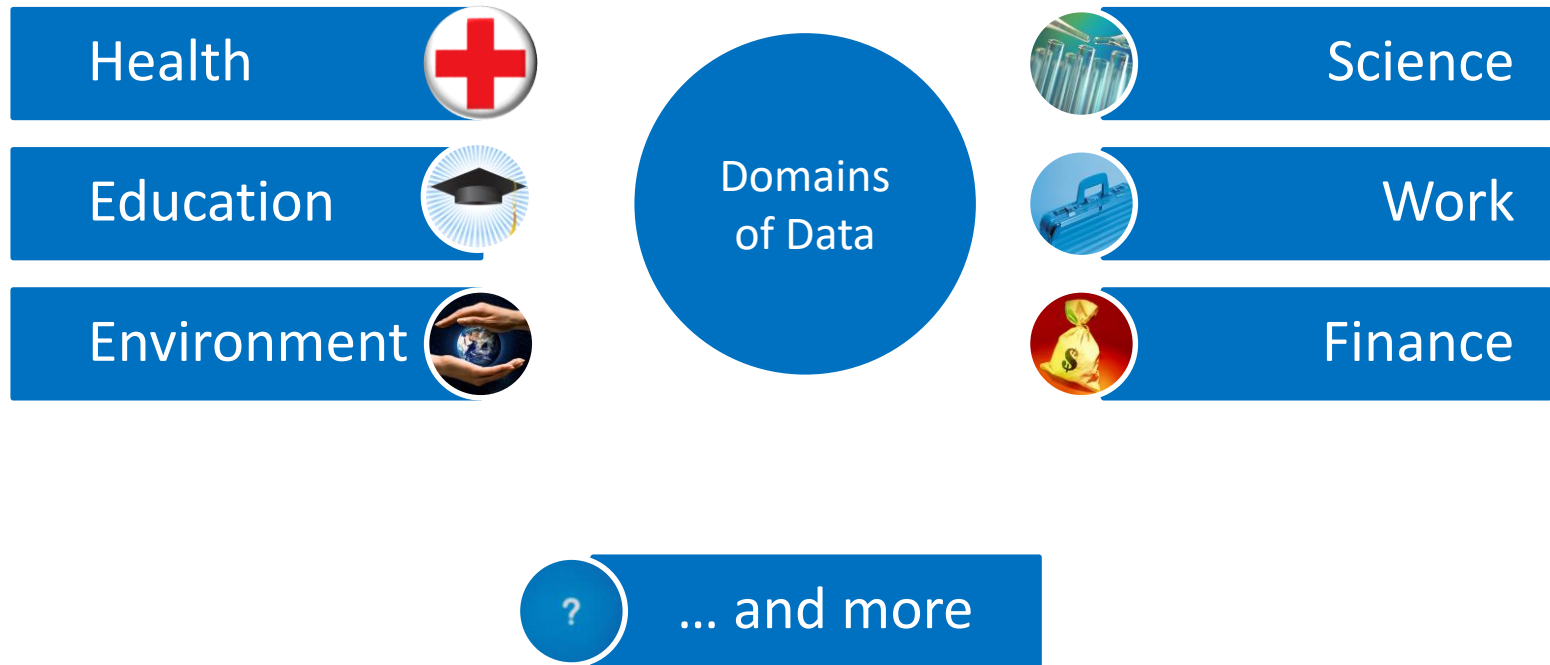 Health
Education
Environment
Domains
of Data
Science
Work
Finance
$
?
... and more